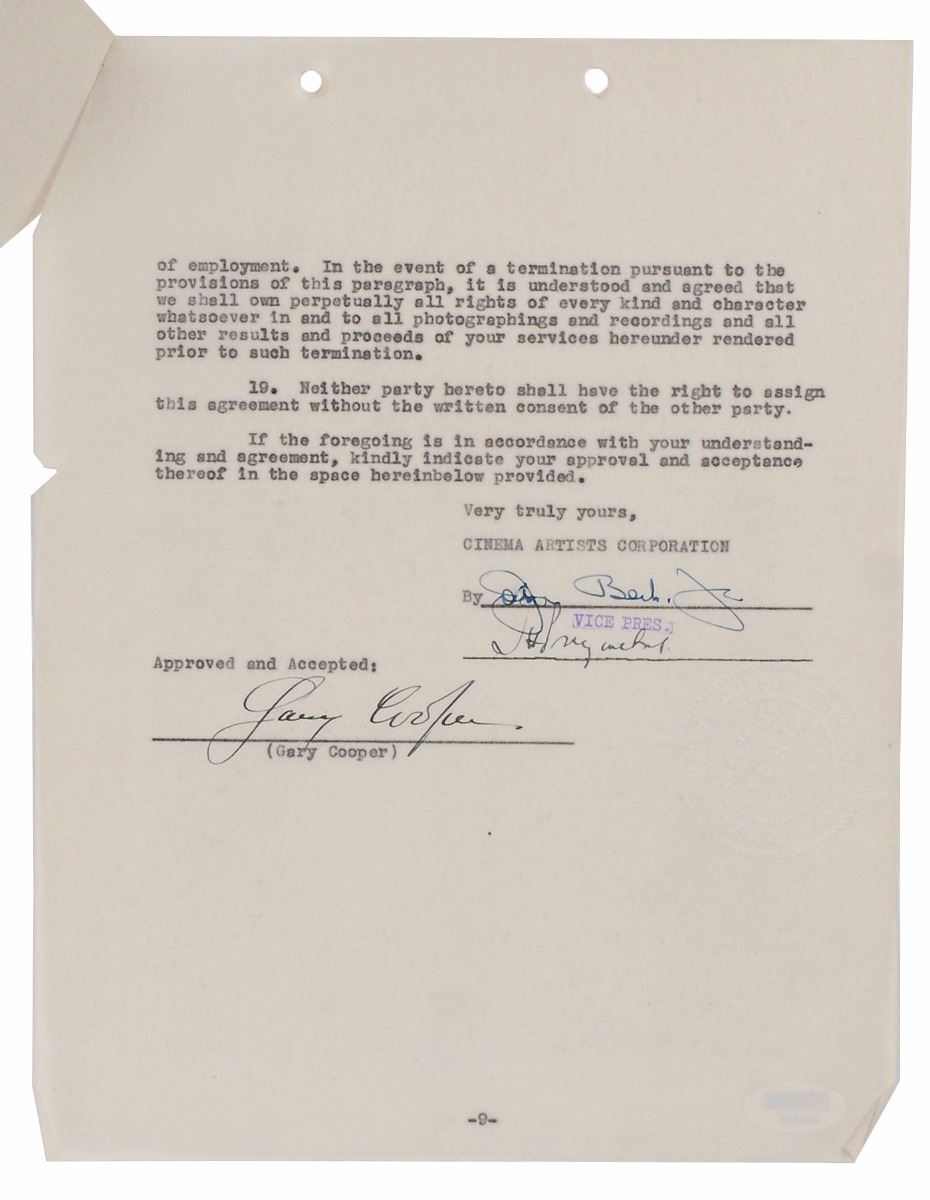 of employment. In the event of a termination pursuant to the
provisions of this paragraph, it is understood and agreed that
we shall own perpetually all rights of every kind and character
whatsoever in and to all photographings and recordings and all
other results and proceeds of your services hereunder rendered
prior to such termination.
19. Neither party hereto shall have the right to assign
this agreement without the written consent of the other party.
If the foregoing is in accordance with your understand-
ing and agreement, kindly indicate your approval and acceptance
thereof in the space hereinbelow provided.
Very truly yours,
CINEMA ARTISTS CORPORATION
By
VICE PRES.
Approved and Accepted:
Gary Cooper
(Gary Cooper)
-9-